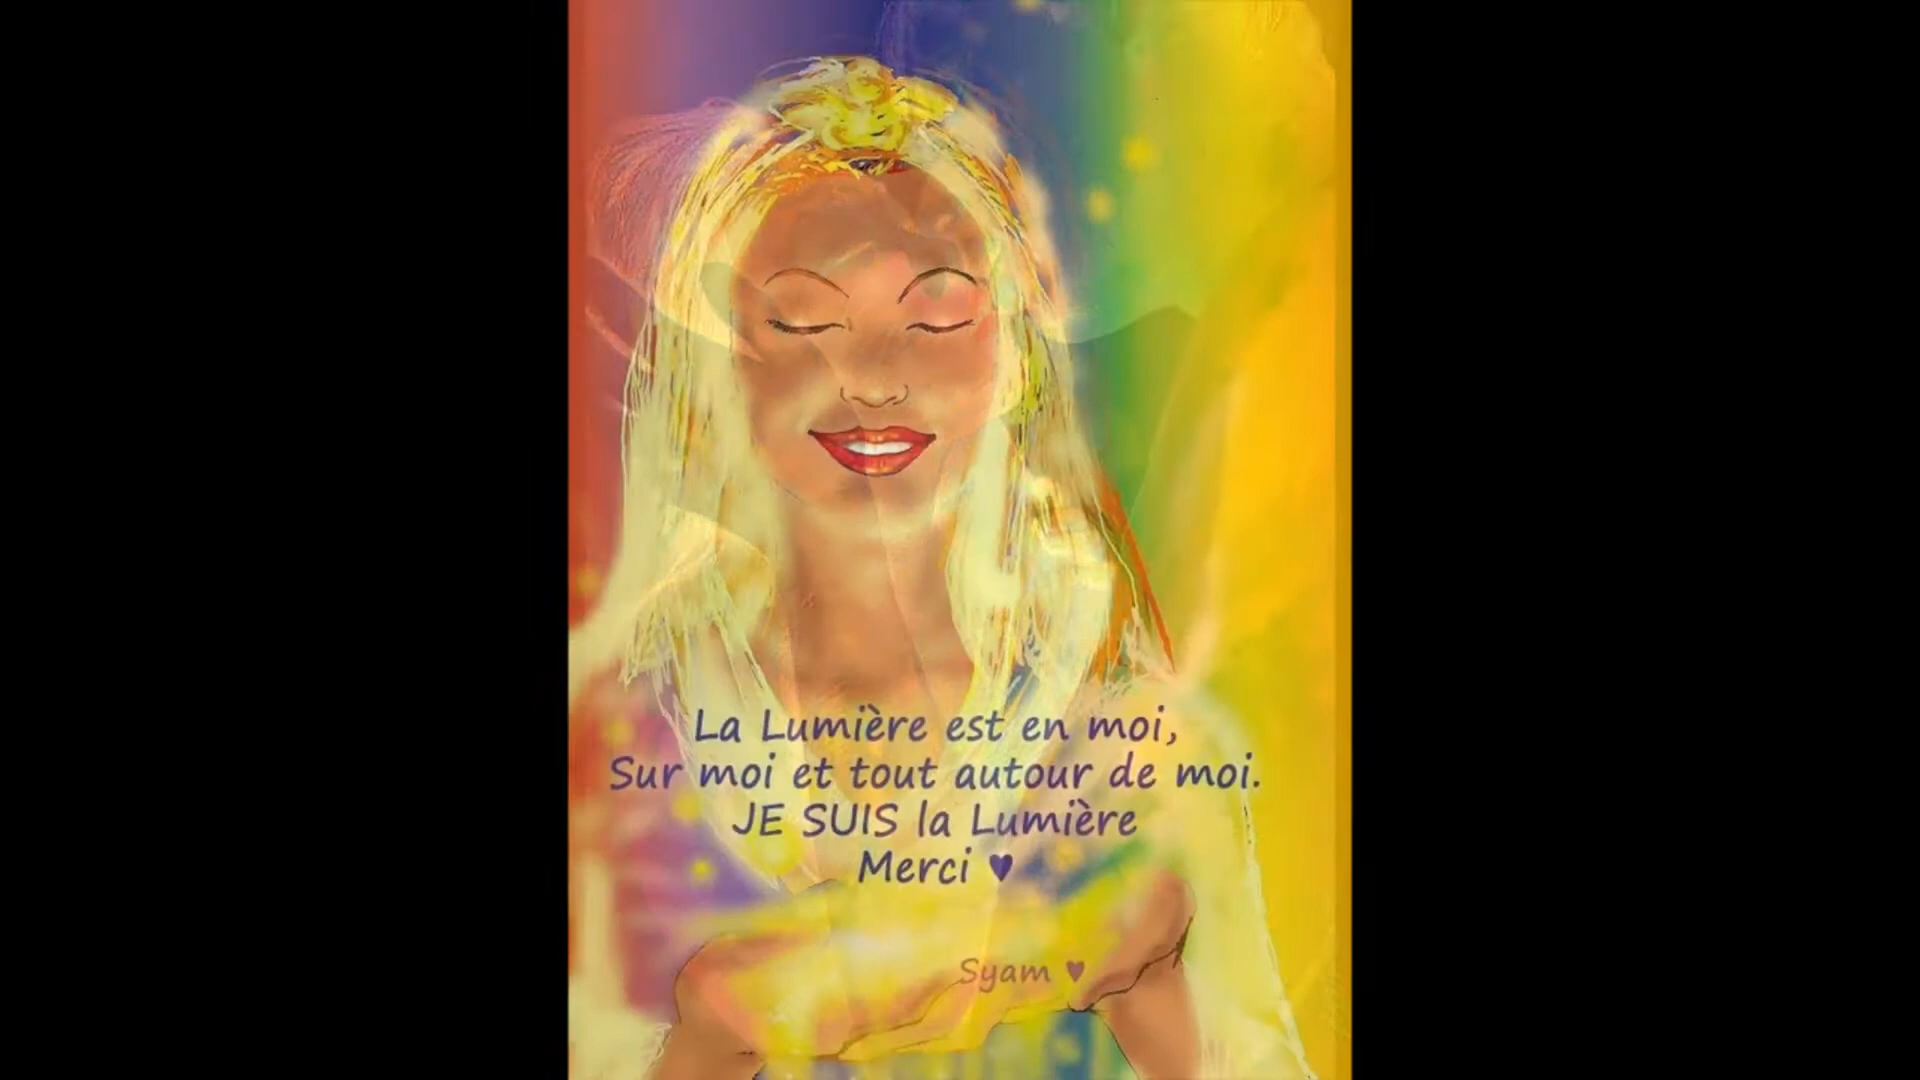 La Lumière est en moi,
Sur moi et tout autour de moi.
JE SUIS la Lumière
Merci ♥
Syam ♥